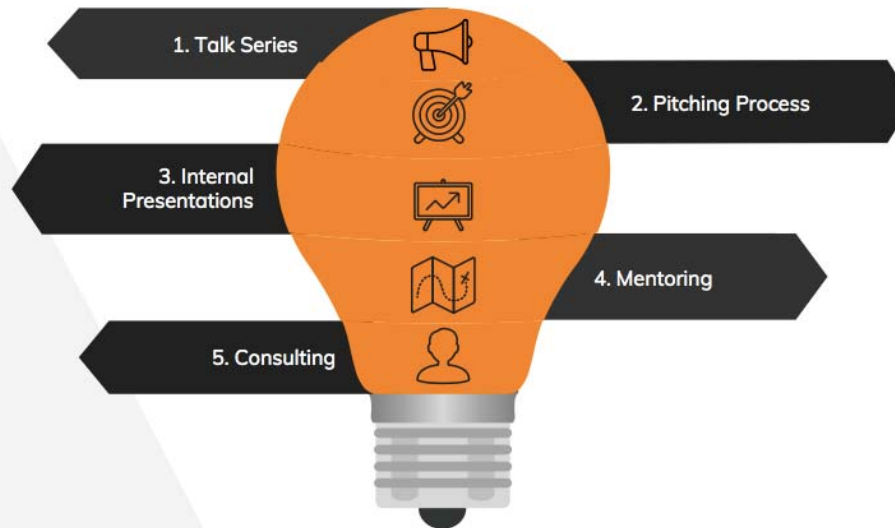 1. Talk Series
2. Pitching Process
3. Internal
Presentations
4. Mentoring
5. Consulting